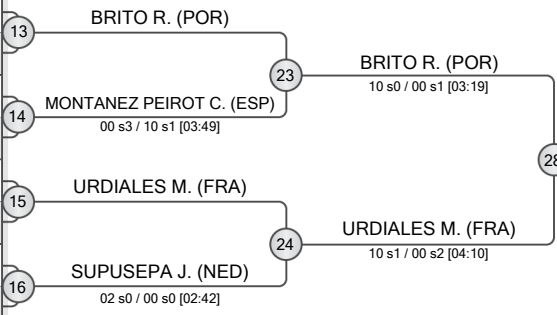 13
BRITO R. (POR)
23
BRITO R. (POR)
10 s0 / 00 s1 [03:19]
14
MONTANEZ PEIROT C. (ESP)
00 s3 / 10 s1 [03:49]
28
15
URDIALES M. (FRA)
24
URDIALES M. (FRA)
10 s1 / 00 s2 [04:10]
16
SUPUSEPA J. (NED)
02 s0 / 00 s0 [02:42]